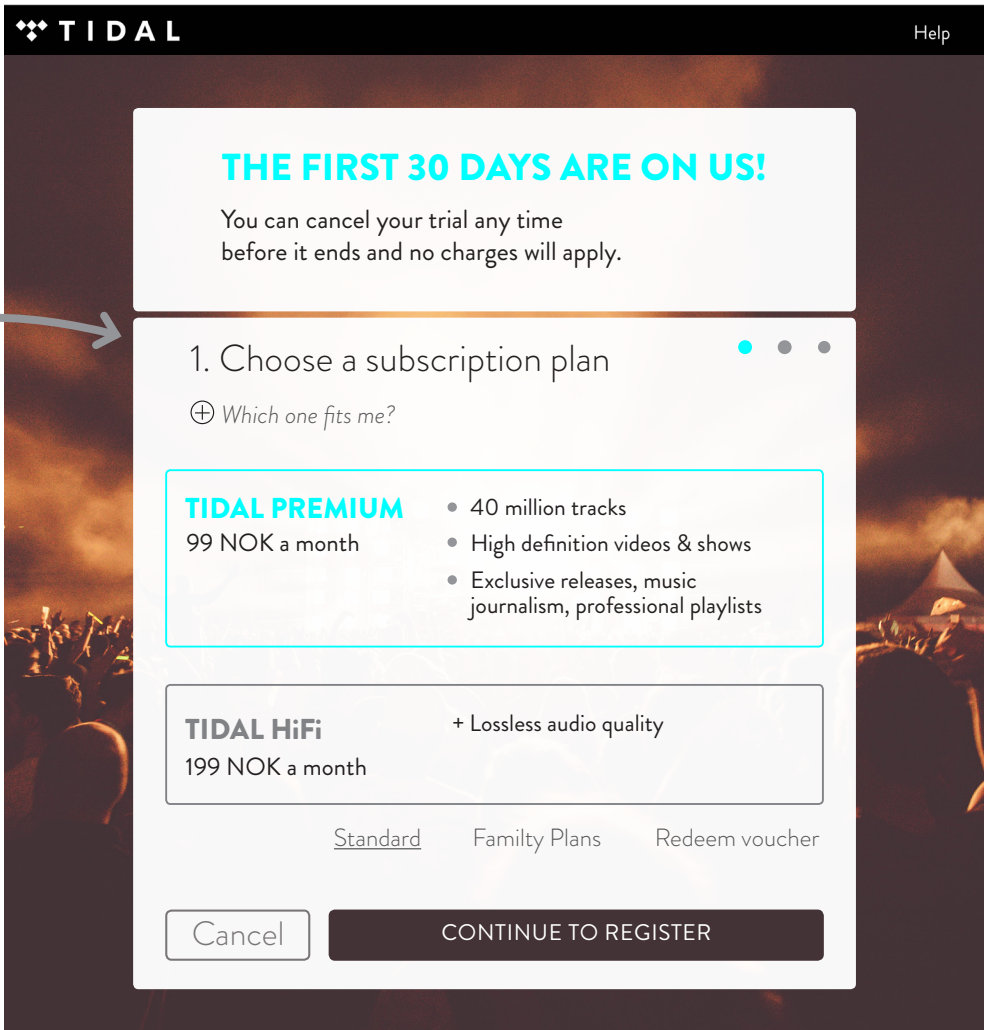 TIDAL
Help
THE FIRST 30 DAYS ARE ON US!
You can cancel your trial any time
before it ends and no charges will apply.
1. Choose a subscription plan
Which one fits me?
TIDAL PREMIUM
99 NOK a month
40 million tracks
High definition videos & shows
Exclusive releases, music
journalism, professional playlists
TIDAL HiFi
199 NOK a month
+ Lossless audio quality
Standard
Familty Plans
Redeem voucher
Cancel
CONTINUE TO REGISTER